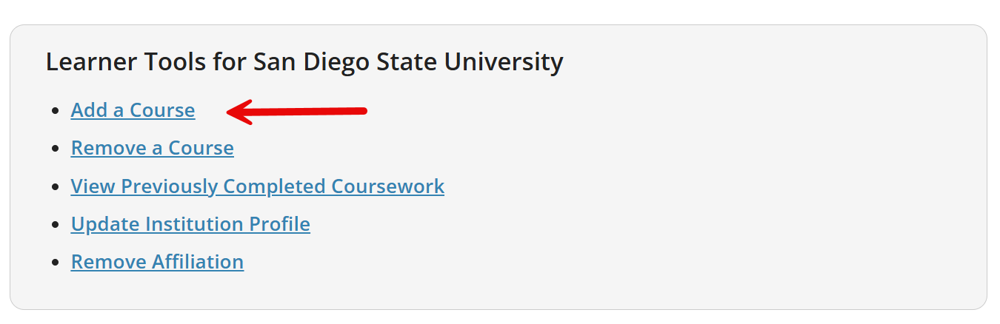 Learner Tools for San Diego State University
Add a Course
Remove a Course
View Previously Completed Coursework
Update Institution Profile
Remove Affiliation